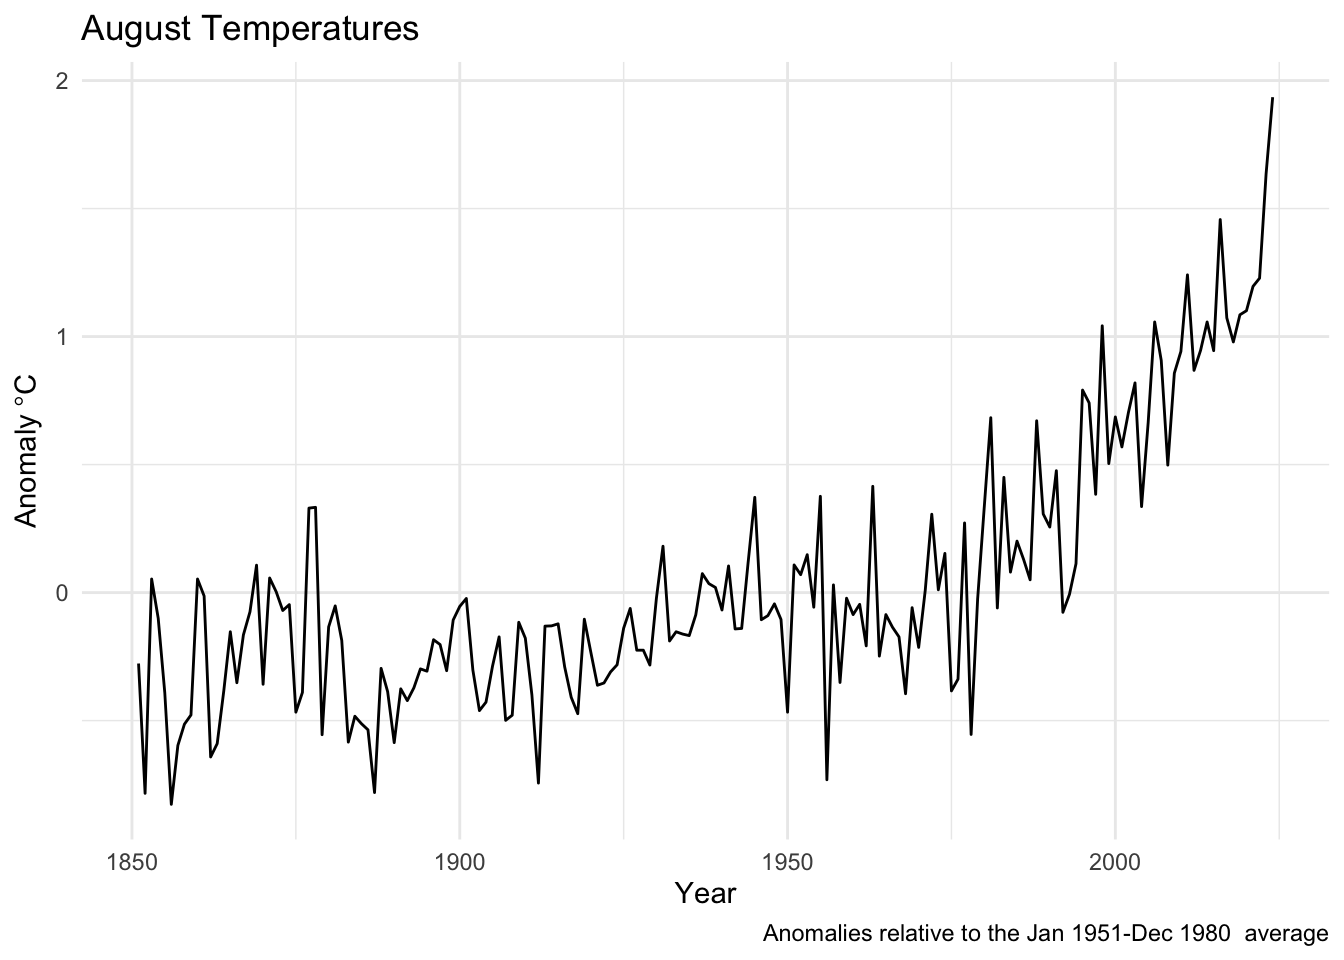 August Temperatures
2
1
0
Anomaly °C
1850 1900 1950 2000
Year
Anomalies relative to the Jan 1951-Dec 1980  average